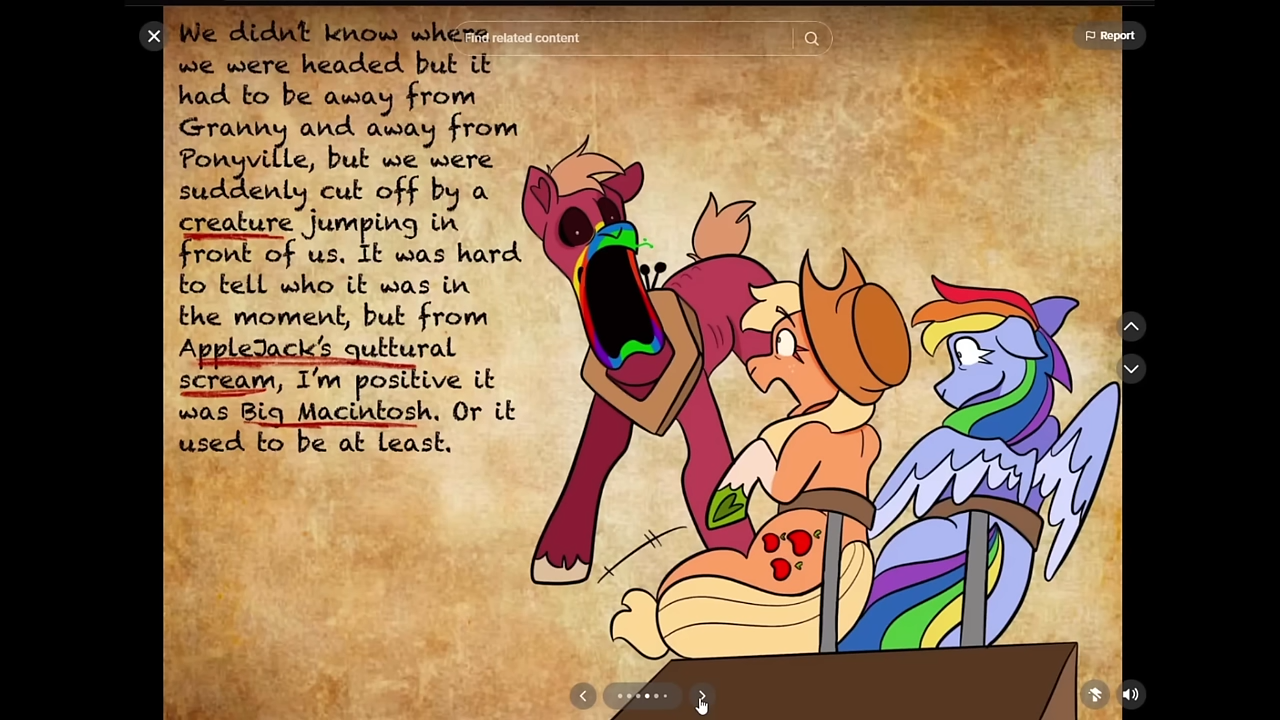 We didn't know where
Find related content
Report
we were headed but it
had to be away from
Granny and away from
Ponyville, but we were
suddenly cut off by a
creature jumping in
front of us. It was hard
to tell who it was in
the moment, but from
AppleJack's guttural
scream, I'm positive it
was Big Macintosh. Or it
used to be at least.